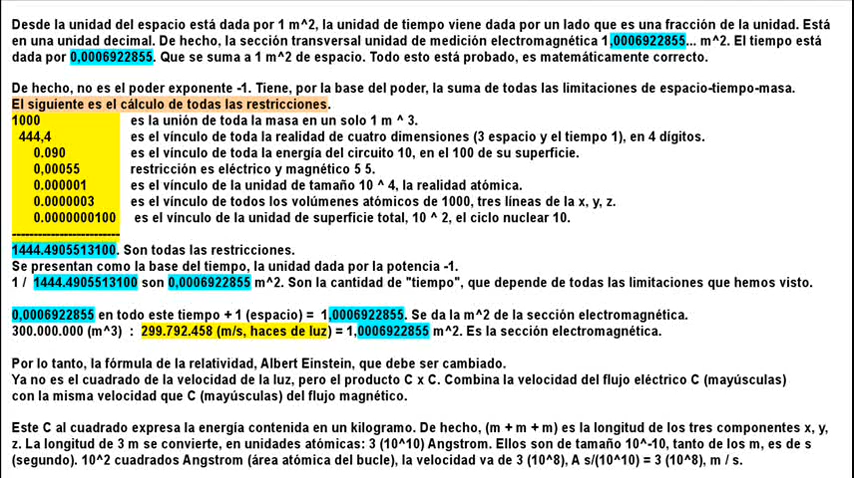 Desde la unidad del espacio está dada por 1 m^2, la unidad de tiempo viene dada por un lado que es una fracción de la unidad. Está
en una unidad decimal. De hecho, la sección transversal unidad de medición electromagnética 1,0006922855... m^2. El tiempo está
dada por 0,0006922855. Que se suma a 1 m^2 de espacio. Todo esto está probado, es matemáticamente correcto.
De hecho, no es el poder exponente -1. Tiene, por la base del poder, la suma de todas las limitaciones de espacio-tiempo-masa.
El siguiente es el cálculo de todas las restricciones.
1000 es la unión de toda la masa en un solo 1 m ^ 3.
444,4 es el vínculo de toda la realidad de cuatro dimensiones (3 espacio y el tiempo 1), en 4 dígitos.
0.090 es el vínculo de toda la energía del circuito 10, en el 100 de su superficie.
0,00055 restricción es eléctrico y magnético 5 5.
0.000001 es el vínculo de la unidad de tamaño 10 ^ 4, la realidad atómica.
0.0000003 es el vínculo de todos los volúmenes atómicos de 1000, tres líneas de la x, y, z.
0.0000000100 es el vínculo de la unidad de superficie total, 10 ^ 2, el ciclo nuclear 10.
--------------------------
1444.4905513100. Son todas las restricciones.
Se presentan como la base del tiempo, la unidad dada por la potencia -1.
1 / 1444.4905513100 son 0,0006922855 m^2. Son la cantidad de "tiempo", que depende de todas las limitaciones que hemos visto.
0,0006922855 en todo este tiempo + 1 (espacio) = 1,0006922855. Se da la m^2 de la sección electromagnética.
300.000.000 (m^3) : 299.792.458 (m/s, haces de luz) = 1,0006922855 m^2. Es la sección electromagnética.
Por lo tanto, la fórmula de la relatividad, Albert Einstein, que debe ser cambiado.
Ya no es el cuadrado de la velocidad de la luz, pero el producto C x C. Combina la velocidad del flujo eléctrico C (mayúsculas)
con la misma velocidad que C (mayúsculas) del flujo magnético.
Este C al cuadrado expresa la energía contenida en un kilogramo. De hecho, (m + m + m) es la longitud de los tres componentes x, y,
z. La longitud de 3 m se convierte, en unidades atómicas: 3 (10^10) Angstrom. Ellos son de tamaño 10^-10, tanto de los m, es de s
(segundo). 10^2 cuadrados Angstrom (área atómica del bucle), la velocidad va de 3 (10^8), A s/(10^10) = 3 (10^8), m / s.